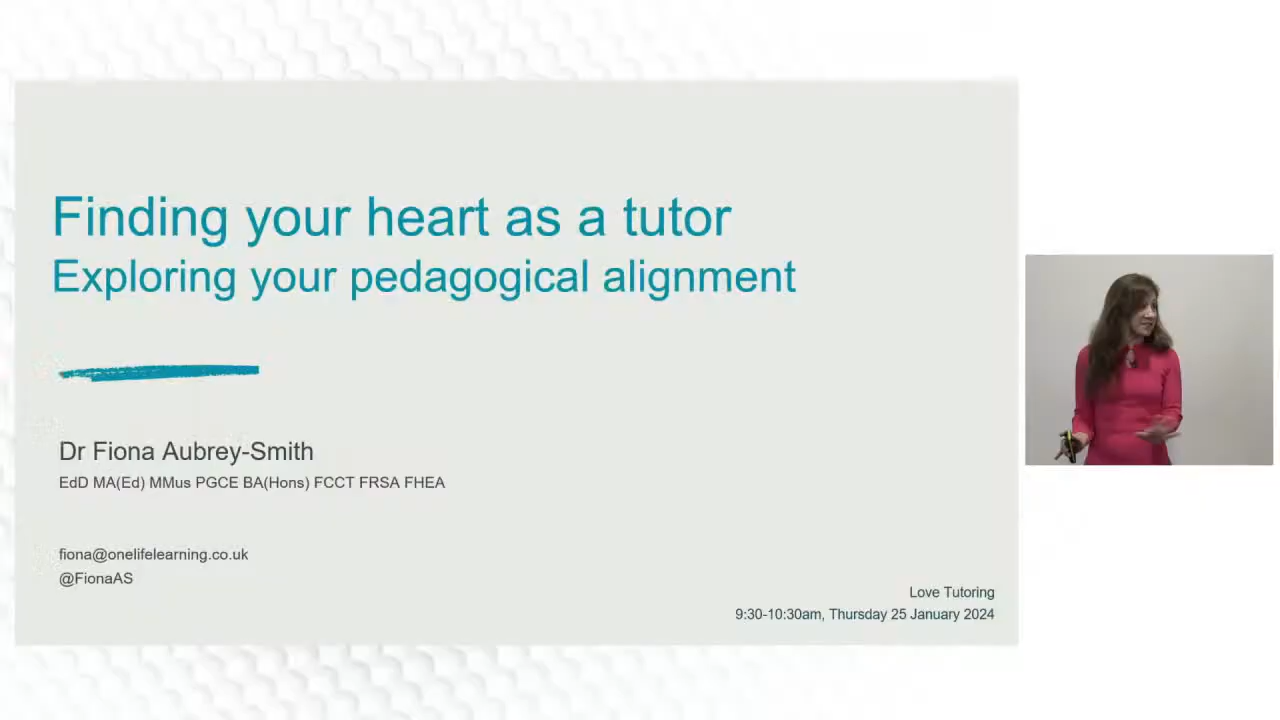 Finding your heart as a tutor
Exploring your pedagogical alignment
Dr Fiona Aubrey-Smith
EdD MA(Ed) MMus PGCE BA(Hons) FCCT FRSA FHEA
fiona@onelifelearning.co.uk
@FionaAS
Love Tutoring
9:30-10:30am, Thursday 25 January 2024